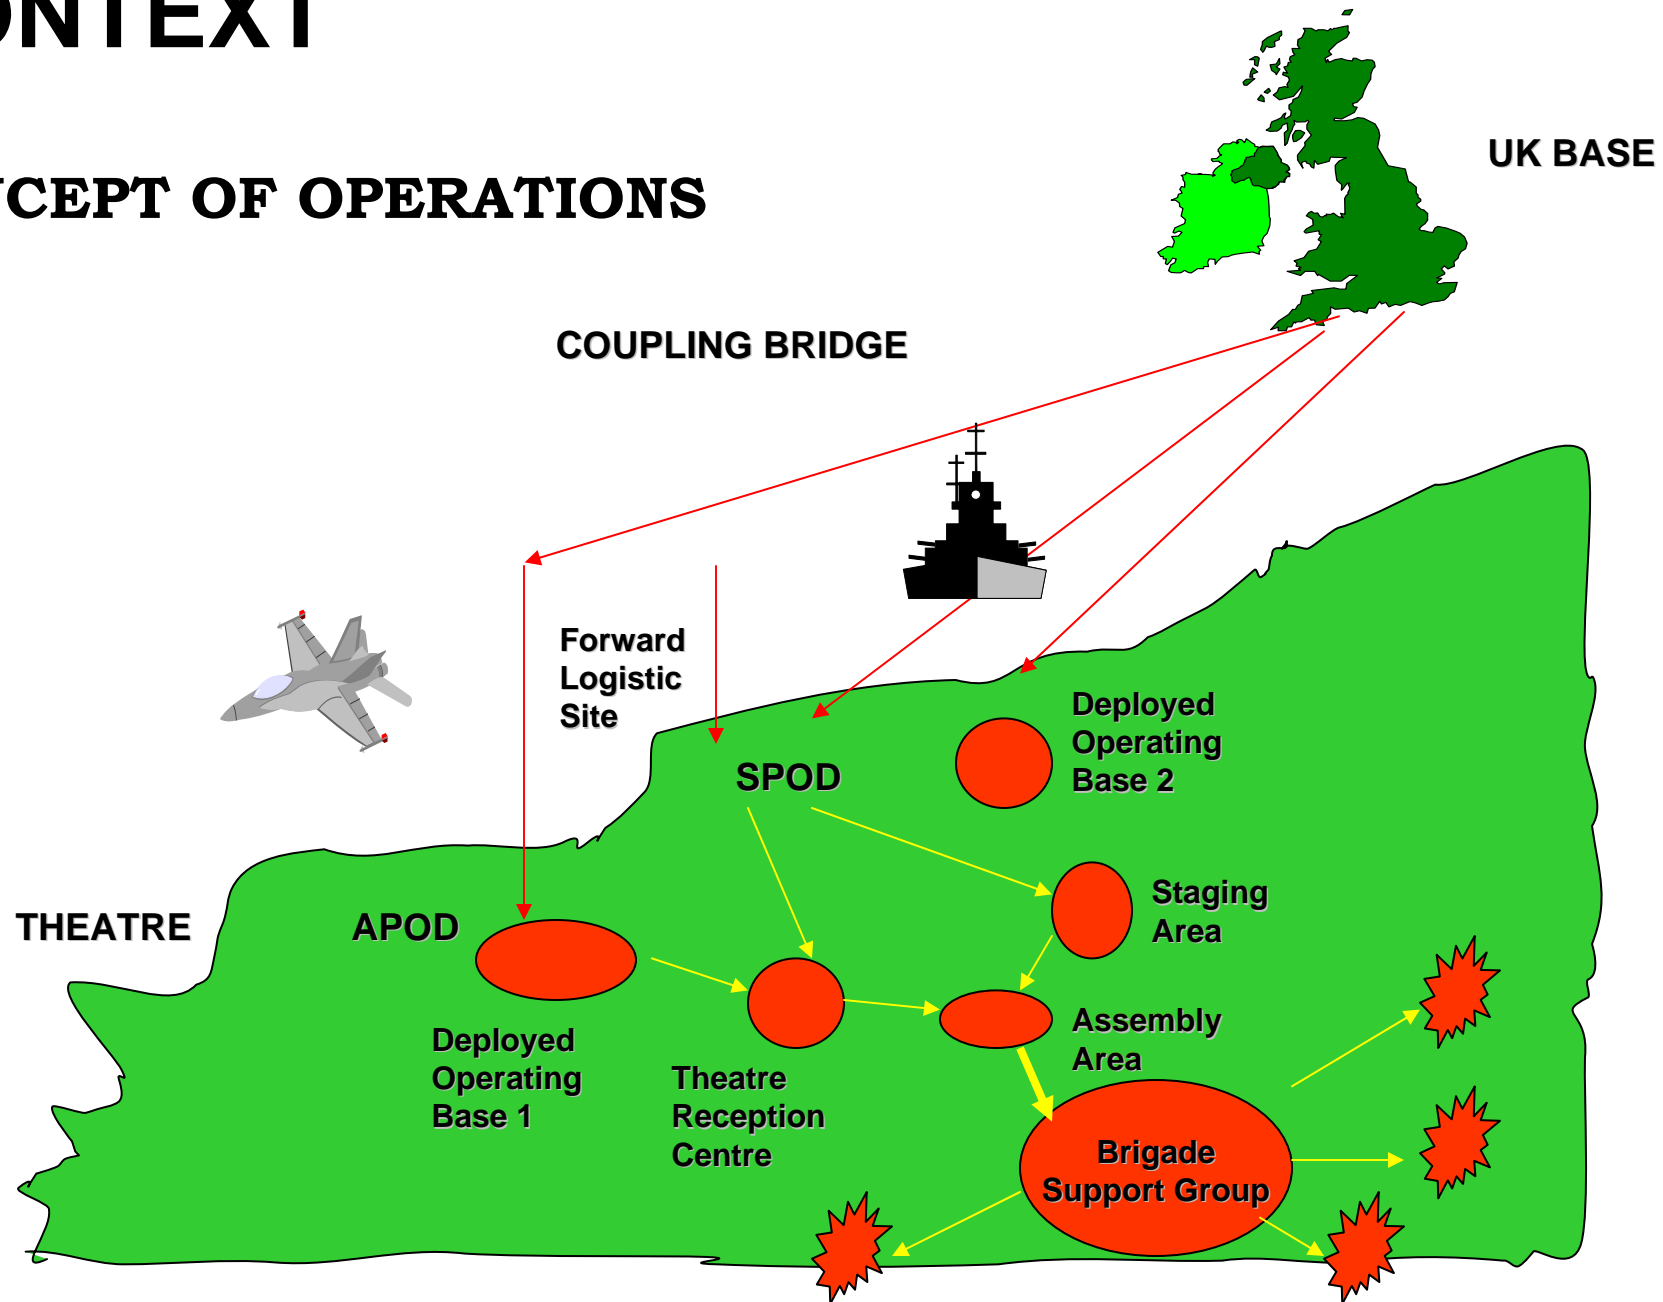 ONTEXT
CEPT OF OPERATIONS
UK BASE
COUPLING BRIDGE
Forward
Logistic
Site
SPOD
Deployed
Operating
Base 2
Staging
Area
THEATRE
APOD
Deployed
Operating
Base 1
Theatre
Reception
Centre
Assembly
Area
Brigade
Support Group